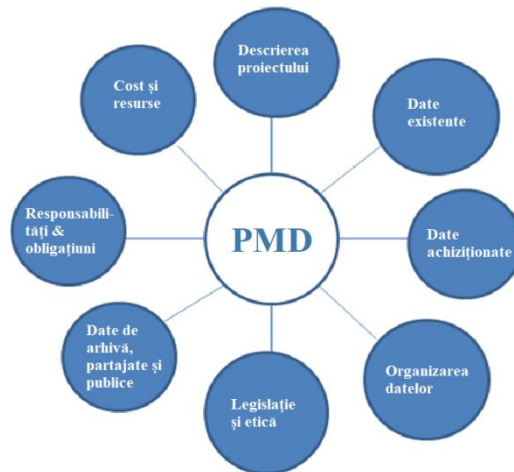 Descrierea
proiectului
Date
existente
Date
achiziționate
Organizarea
datelor
Legislație
și etică
Date de
arhivă,
partajate și
publice
Responsabili-
tăți &
obligațiuni
Cost și
resurse
PMD